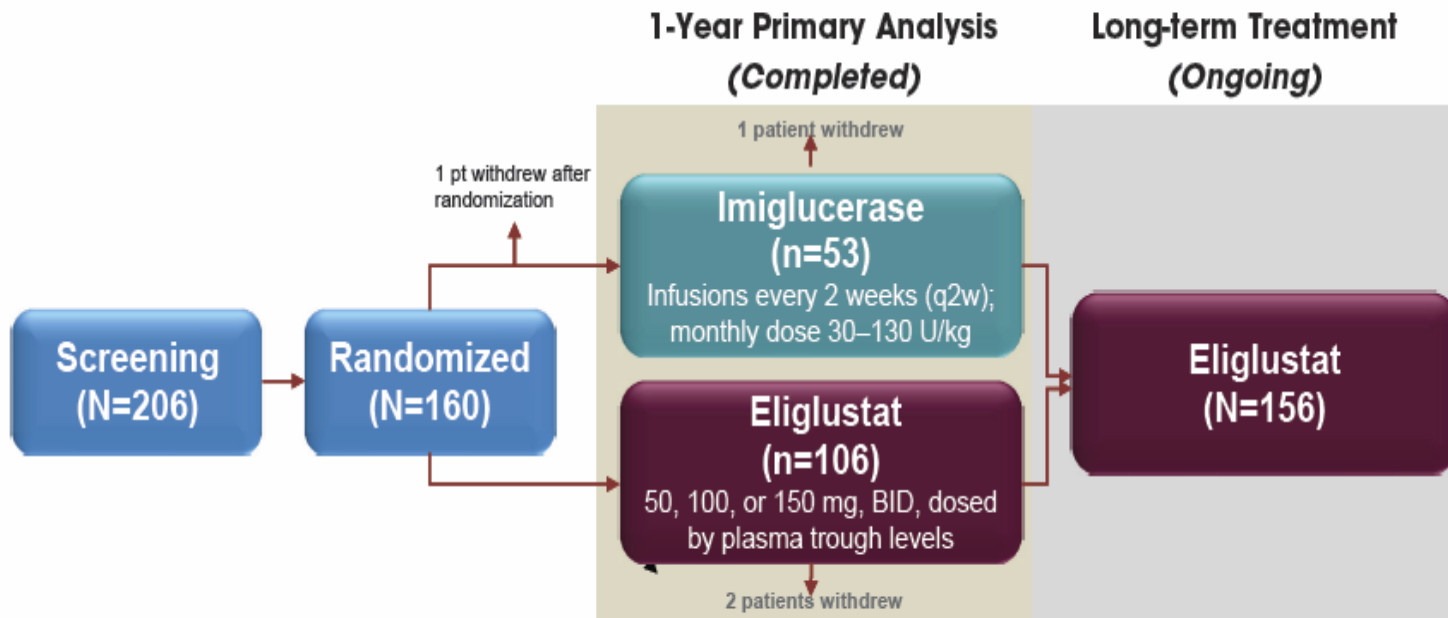 1-Year Primary Analysis
(Completed)
Long-term Treatment
(Ongoing)
1 patient withdrew
1 pt withdrew after
randomization
Screening
(N=206)
Randomized
(N=160)
Imiglucerase
(n=53)
Infusions every 2 weeks (q2w);
monthly dose 30–130 U/kg
Eliglustat
(n=106)
50, 100, or 150 mg, BID, dosed
by plasma trough levels
2 patients withdrew
Eliglustat
(N=156)